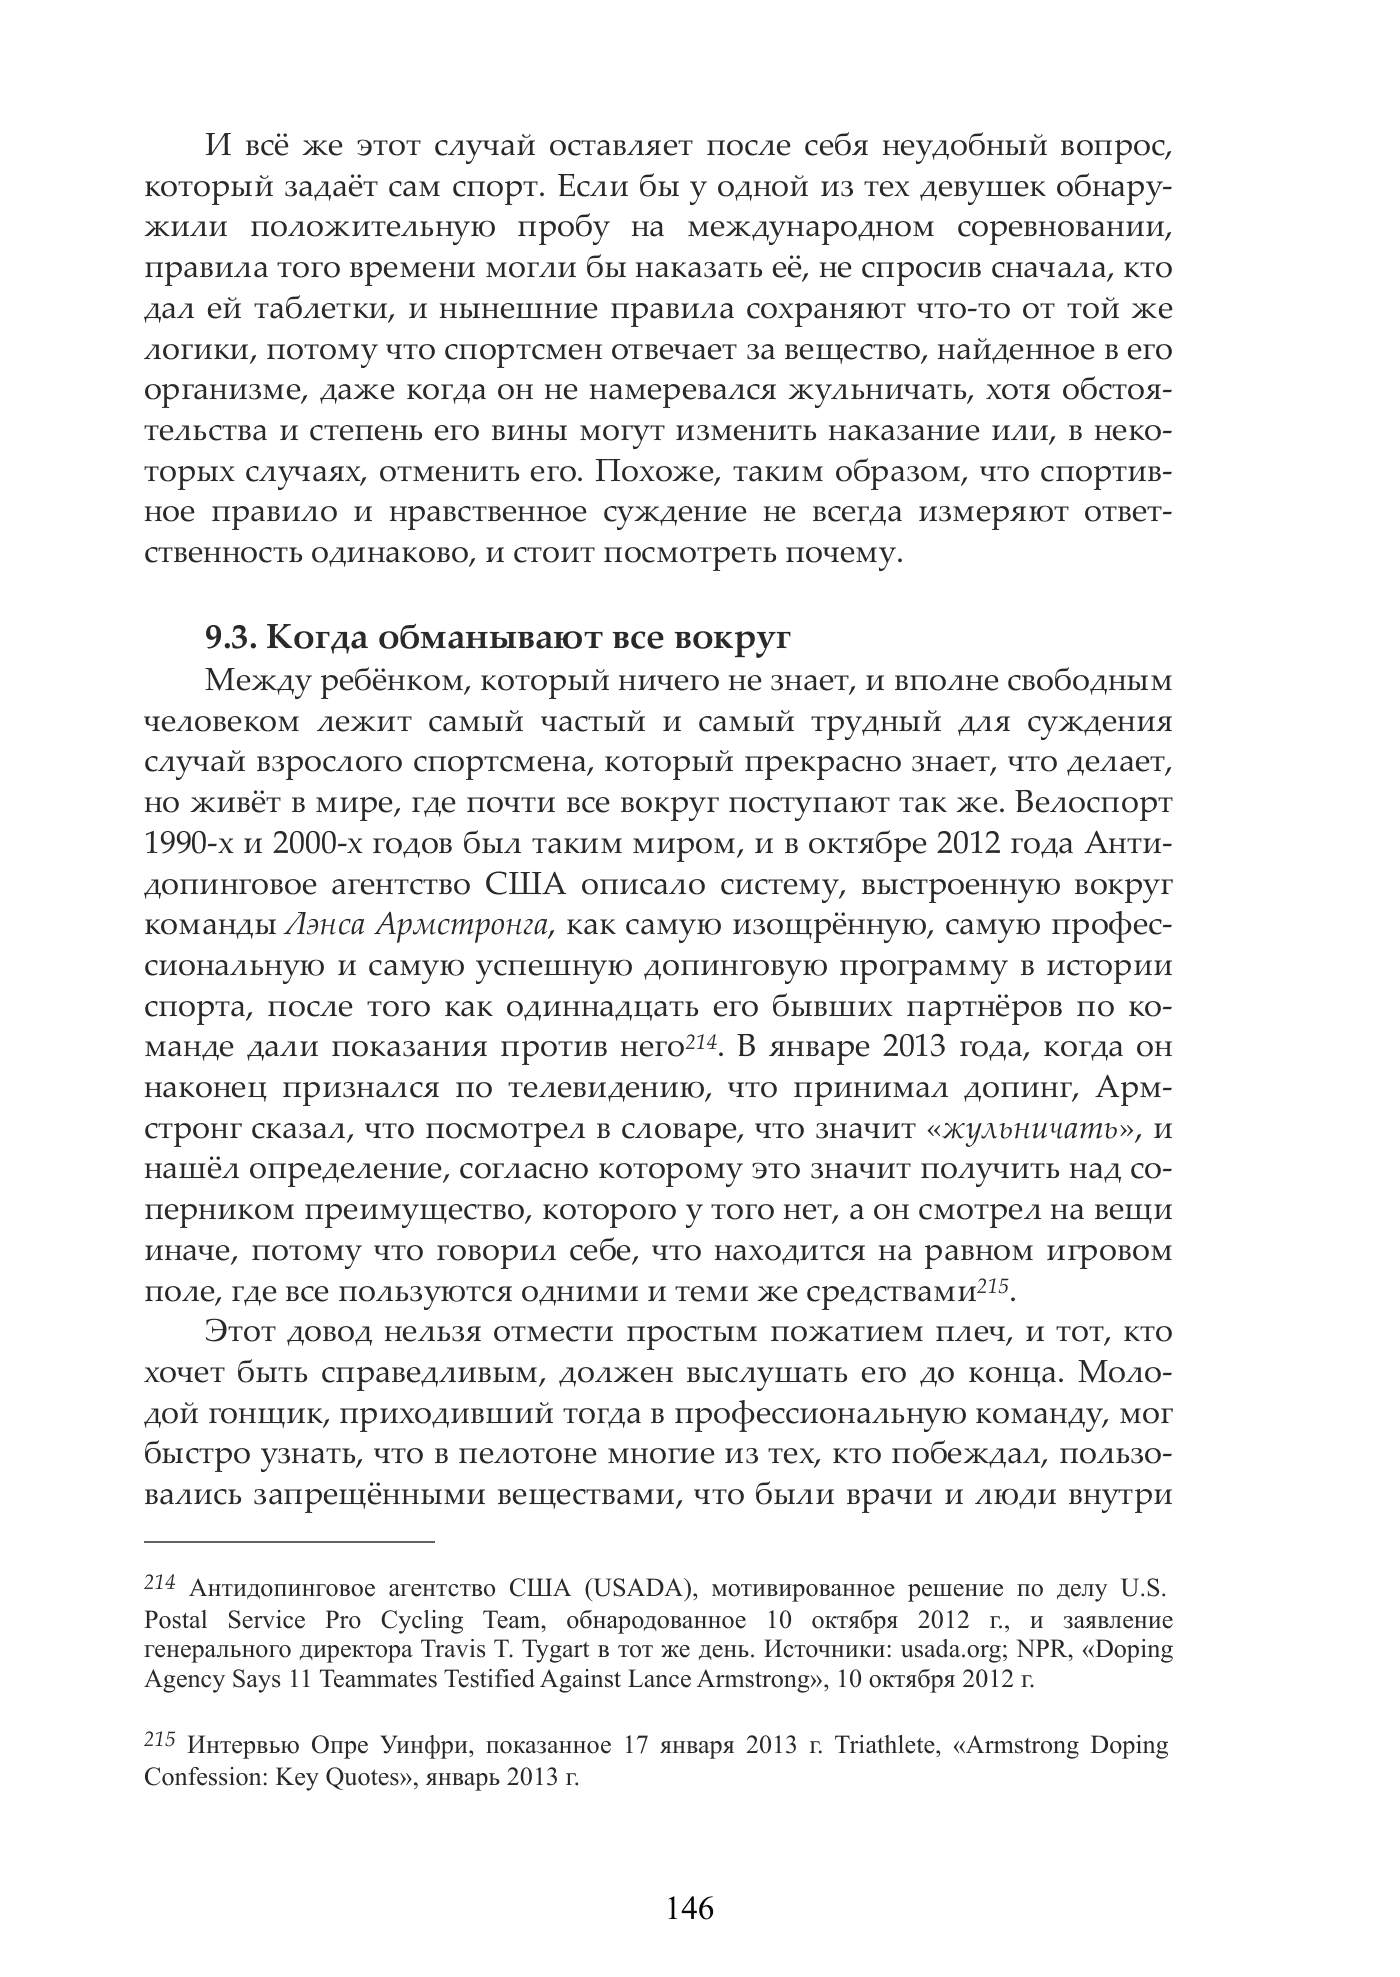 И всё же этот случай оставляет после себя неудобный вопрос,
который задаёт сам спорт. Если бы у одной из тех девушек обнару-
жили положительную пробу на международном соревновании,
правила того времени могли бы наказать её, не спросив сначала, кто
дал ей таблетки, и нынешние правила сохраняют что-то от той же
логики, потому что спортсмен отвечает за вещество, найденное в его
организме, даже когда он не намеревался жульничать, хотя обстоя-
тельства и степень его вины могут изменить наказание или, в неко-
торых случаях, отменить его. Похоже, таким образом, что спортив-
ное правило и нравственное суждение не всегда измеряют ответ-
ственность одинаково, и стоит посмотреть почему.
9.3. Когда обманывают все вокруг
Между ребёнком, который ничего не знает, и вполне свободным
человеком лежит самый частый и самый трудный для суждения
случай взрослого спортсмена, который прекрасно знает, что делает,
но живёт в мире, где почти все вокруг поступают так же. Велоспорт
1990-х и 2000-х годов был таким миром, и в октябре 2012 года Анти-
допинговое агентство США описало систему, выстроенную вокруг
команды Лэнса Армстронга, как самую изощрённую, самую профес-
сиональную и самую успешную допинговую программу в истории
спорта, после того как одиннадцать его бывших партнёров по ко-
манде дали показания против него214. В январе 2013 года, когда он
наконец признался по телевидению, что принимал допинг, Арм-
стронг сказал, что посмотрел в словаре, что значит «жульничать», и
нашёл определение, согласно которому это значит получить над со-
перником преимущество, которого у того нет, а он смотрел на вещи
иначе, потому что говорил себе, что находится на равном игровом
поле, где все пользуются одними и теми же средствами215.
Этот довод нельзя отмести простым пожатием плеч, и тот, кто
хочет быть справедливым, должен выслушать его до конца. Моло-
дой гонщик, приходивший тогда в профессиональную команду, мог
быстро узнать, что в пелотоне многие из тех, кто побеждал, пользо-
вались запрещёнными веществами, что были врачи и люди внутри
214 Антидопинговое агентство США (USADA), мотивированное решение по делу U.S.
Postal Service Pro Cycling Team, обнародованное 10 октября 2012 г., и заявление
генерального директора Travis T. Tygart в тот же день. Источники: usada.org; NPR, «Doping
Agency Says 11 Teammates Testified Against Lance Armstrong», 10 октября 2012 г.
215 Интервью Опре Уинфри, показанное 17 января 2013 г. Triathlete, «Armstrong Doping
Confession: Key Quotes», январь 2013 г.
146